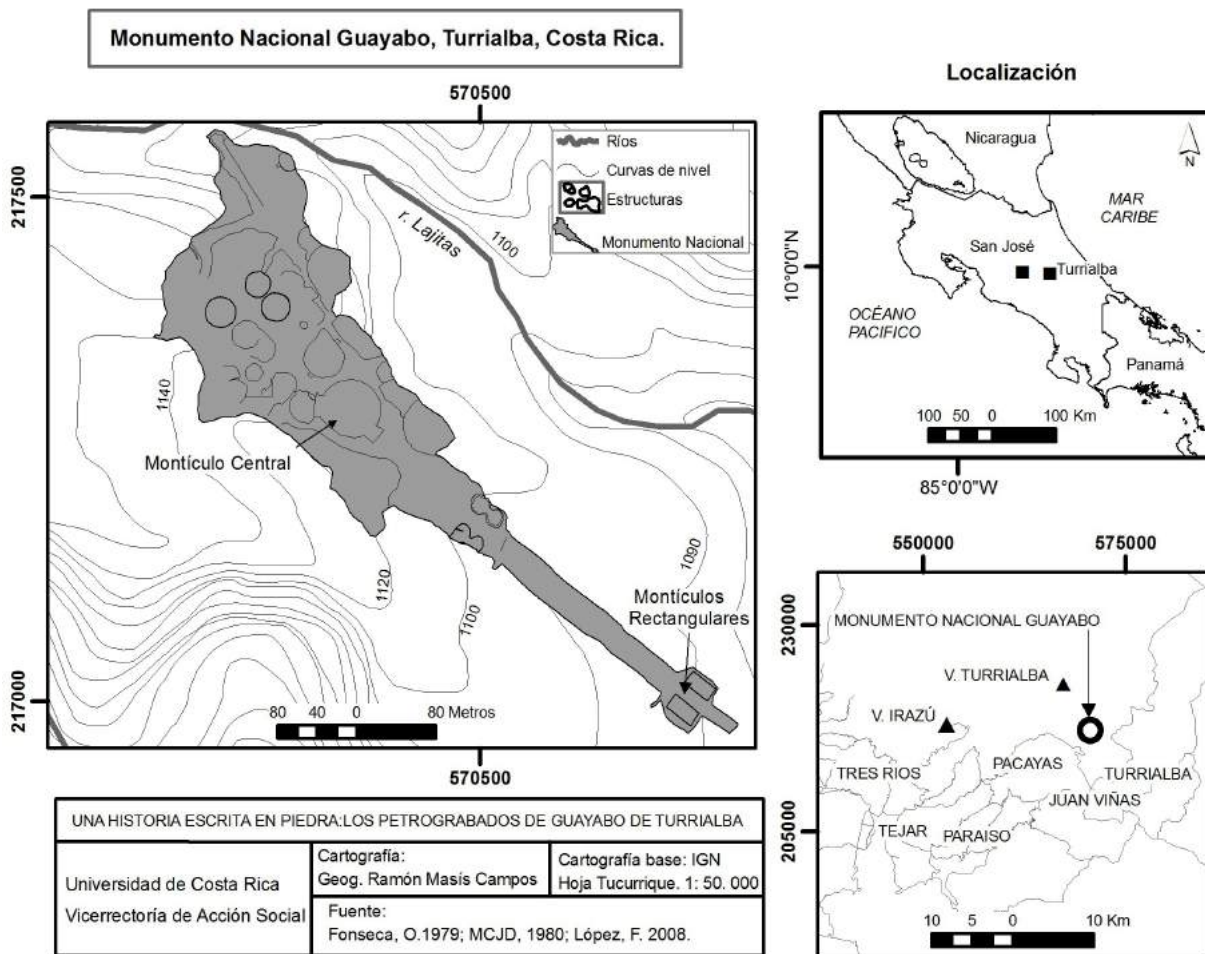 Monumento Nacional Guayabo, Turrialba, Costa Rica.
570500
217500
217000
Ríos
Curvas de nivel
Estructuras
Monumento Nacional
r. Lajitas
1100
1140
Montículo Central
1120
1100
1090
Montículos
Rectangulares
80 40 0 80 Metros
570500
Localización
Nicaragua
N
MAR
CARIBE
San José
Turrialba
10°0'0"N
OCÉANO
PACIFICO
Panamá
100 50 0 100 Km
85°0'0"W
550000 575000
230000
205000
MONUMENTO NACIONAL GUAYABO
V. TURRIALBA
V. IRAZÚ
PACAYAS
TRES RIOS
TURRIALBA
JUAN VIÑAS
TEJAR
PARAISO
10 5 0 10 Km
UNA HISTORIA ESCRITA EN PIEDRA:LOS PETROGRABADOS DE GUAYABO DE TURRIALBA
Universidad de Costa Rica
Vicerrectoría de Acción Social
Cartografía:
Geog. Ramón Masís Campos
Cartografía base: IGN
Hoja Tucurrique. 1: 50. 000
Fuente:
Fonseca, O.1979; MCJD, 1980; López, F. 2008.